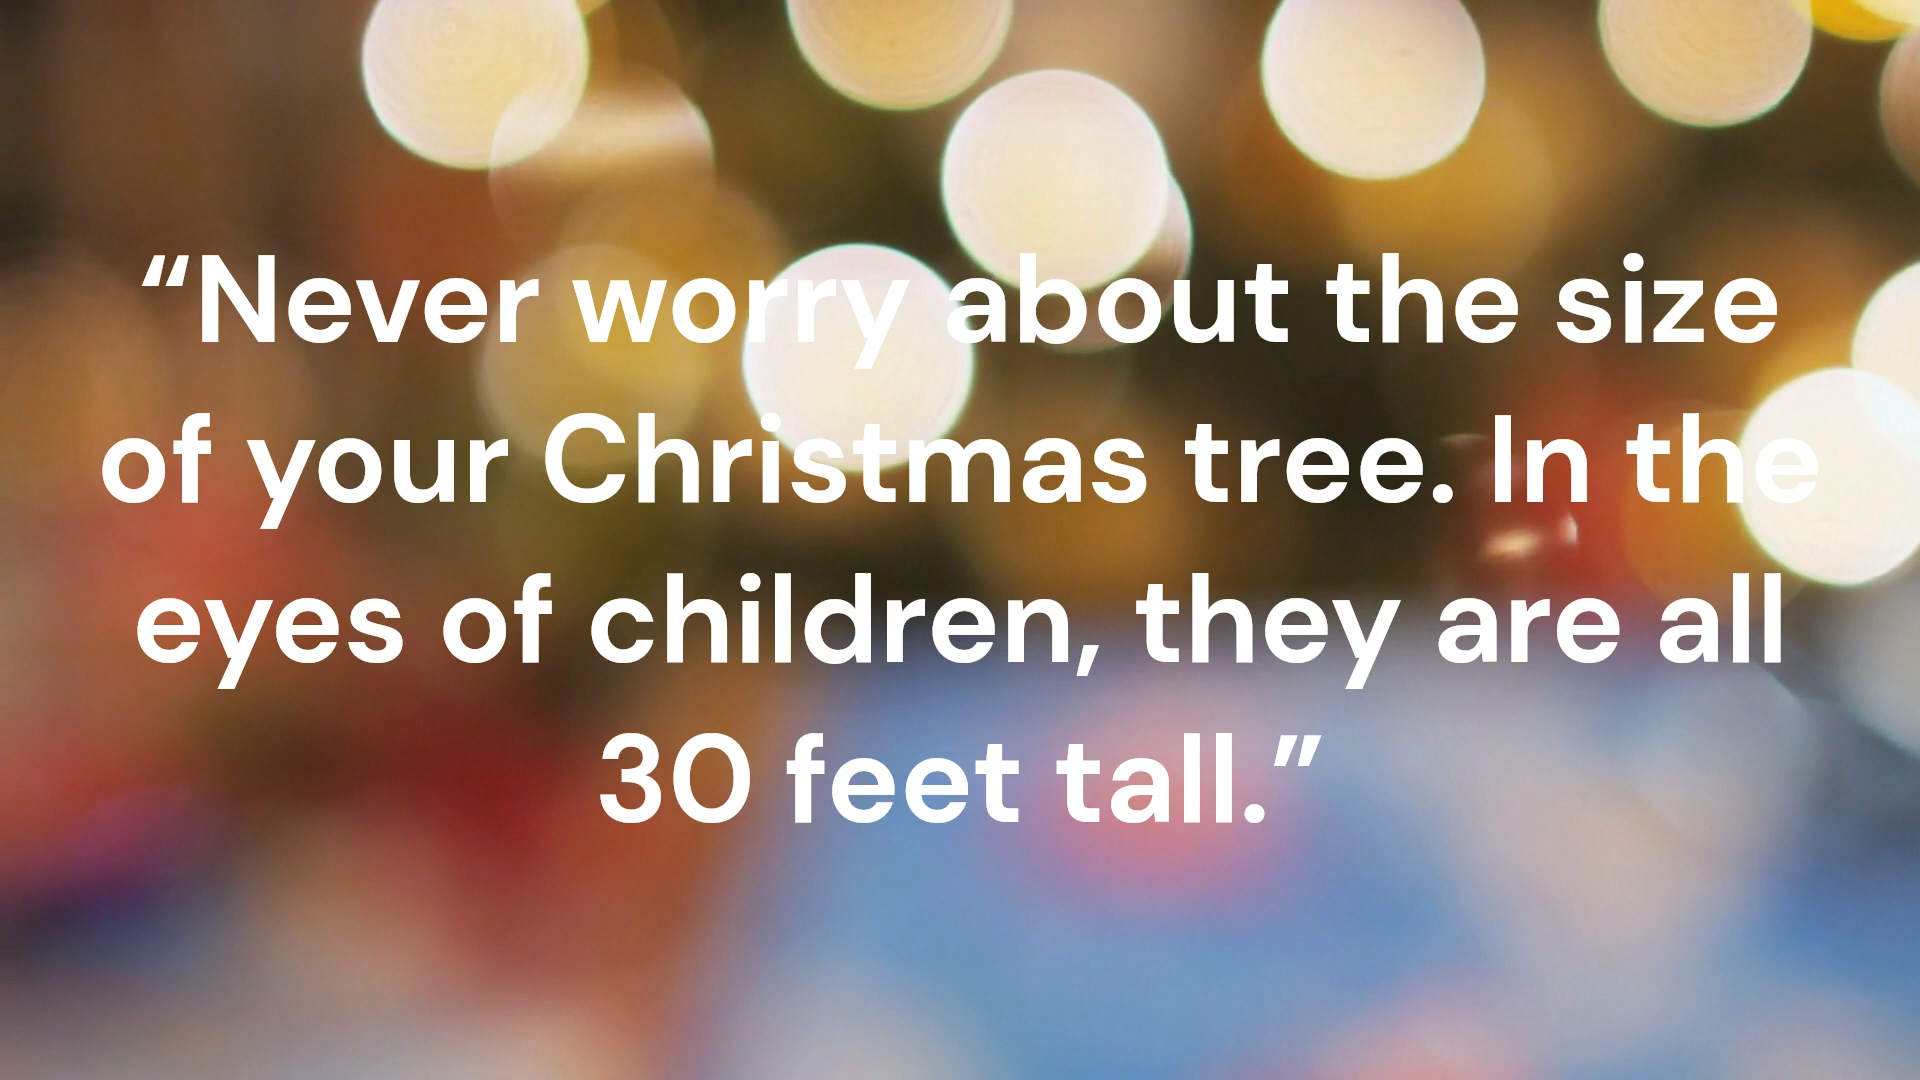 “Never worry about the size
of your Christmas tree. In the
eyes of children, they are all
30 feet tall.”